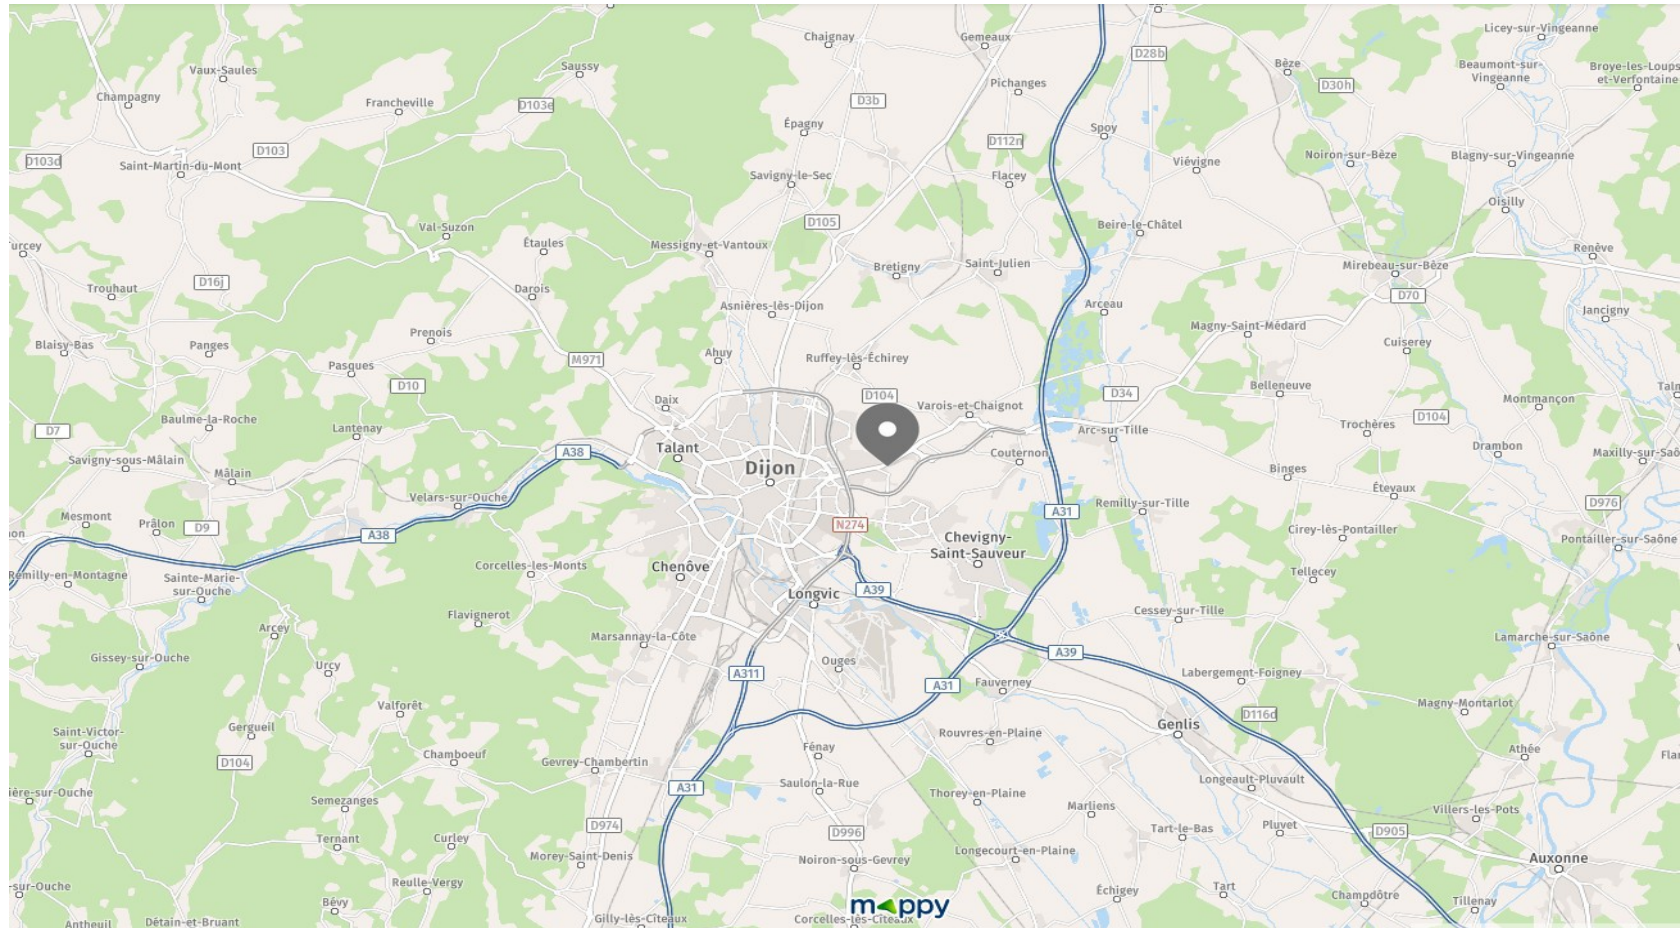 Chaignay
Gemeaux
D28b
Licey-sur-Vingeanne
Vaux-Saules
Saussy
Bèze
Beaumont-sur-
Vingeanne
Broye-les-Loups
et-Verfontaine
Pichanges
D30h
Champagny
Francheville
D103e
D3b
Épagny
Spoy
D112n
D103
D103d
Saint-Martin-du-Mont
Viévigne
Noiron-sur-Bèze
Blagny-sur-Vingeanne
Savigny-le-Sec
Flacey
Oisilly
D105
Val-Suzon
Beire-le-Château
Étaules
Messigny-et-Vantoux
Renève
Bretigny
Saint-Julien
Mirebeau-sur-Bèze
D16j
Trouhaut
Darois
D70
Asnières-lès-Dijon
Arceau
Jancigny
Magny-Saint-Médard
Prenois
Blaisy-Bas
Panges
Cuiserey
Ahuy
Ruffey-lès-Échirey
M971
Pasques
D10
Belleneuve
D104
D34
Daix
Varois-et-Chaignot
Montmançon
Baulme-la-Roche
D104
D7
Lantenay
Trochères
Arc-sur-Tille
Talant
A38
Drambon
Couternon
Savigny-sous-Mâlain
Dijon
Binges
Mâlain
Étevaux
Velars-sur-Ouche
Remilly-sur-Tille
D976
A31
Mesmont
Prâlon
D9
N274
Cirey-lès-Pontailler
A38
Chevigny-
Saint-Sauveur
Pontailler-sur-Saône
Corcelles-les-Monts
Chenôve
Remilly-en-Montagne
Sainte-Marie-
sur-Ouche
Tellecey
A39
Longvic
Flavignerot
Cessey-sur-Tille
Arcey
Marsannay-la-Côte
Lamarche-sur-Saône
A39
Gissey-sur-Ouche
Ouges
Urcy
A311
Labergement-Foigney
A31
Fauverney
Valforêt
Magny-Montarlot
D116d
Genlis
Gergueil
Saint-Victor-
sur-Ouche
Rouvres-en-Plaine
Fénay
Athée
Chamboeuf
D104
Gevrey-Chambertin
Longeault-Pluvault
Saulon-la-Rue
A31
Thorey-en-Plaine
Semezanges
Marliens
Villers-les-Pots
D974
Pluvet
Tart-le-Bas
D996
D905
Ternant
Curley
Longecourt-en-Plaine
Morey-Saint-Denis
Auxonne
Noiron-sous-Gevrey
Reulle-Vergy
Échigey
Tart
Champdôtre
Bévy
Tillenay
mappy
Antheuil
Détain-et-Bruant
Gilly-lès-Cîteaux
Corcelles-lès-Cîteaux